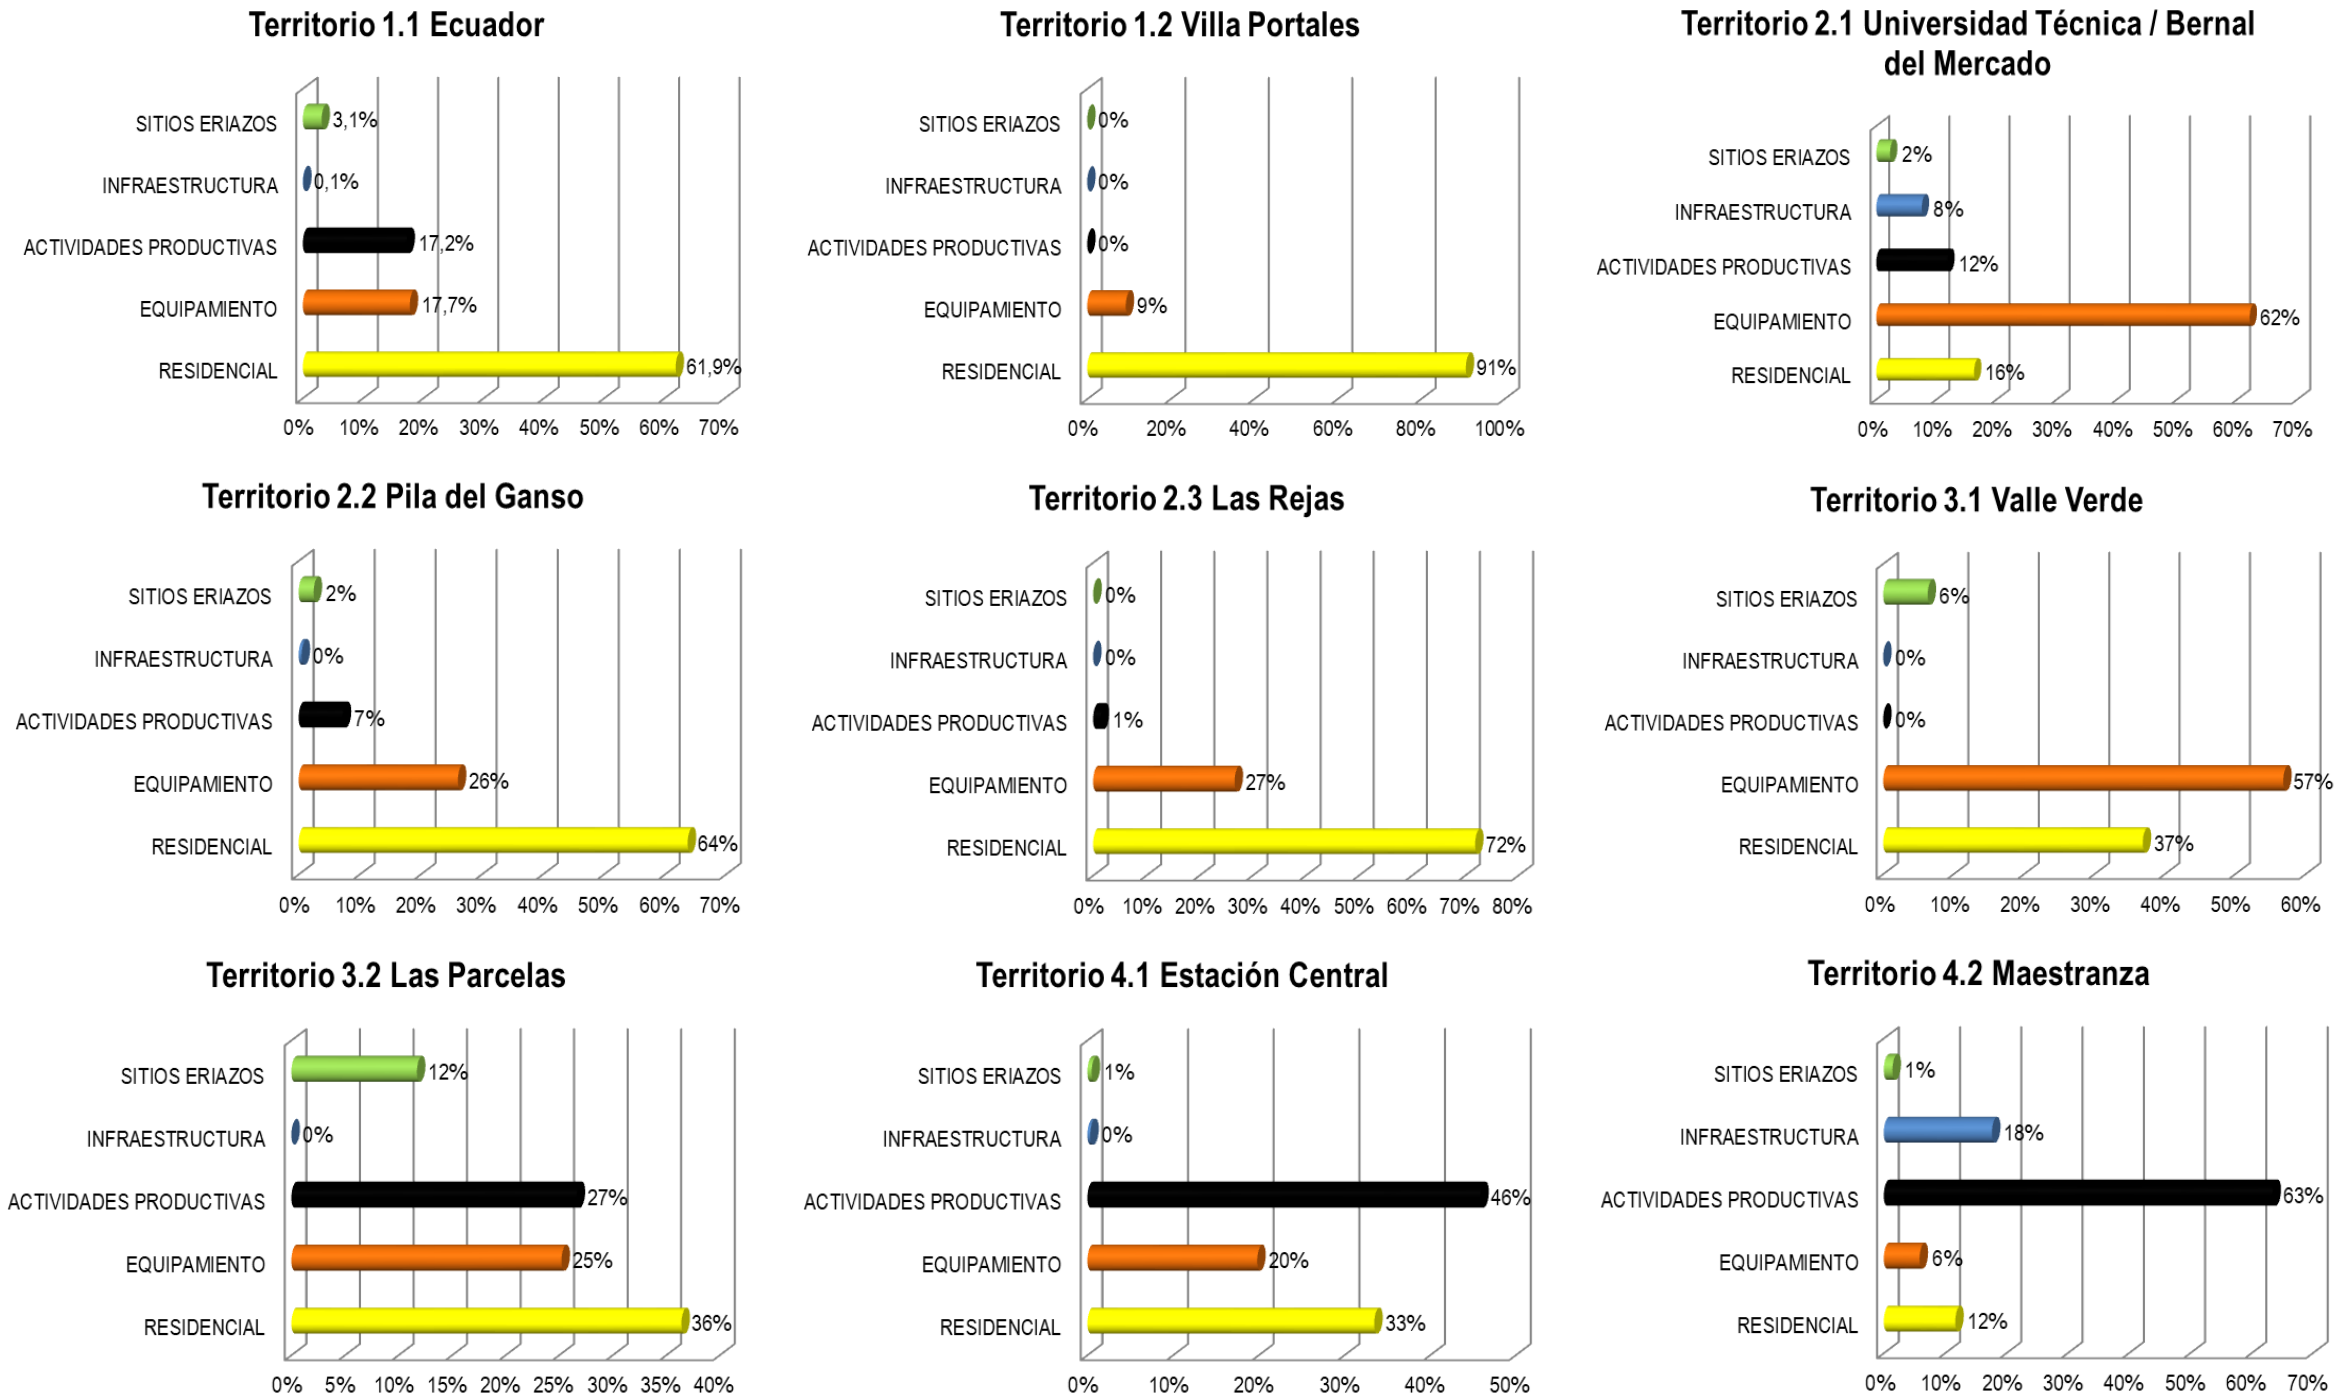 Territorio 1.1 Ecuador
SITIOS ERIAZOS
3,1%
INFRAESTRUCTURA
0,1%
ACTIVIDADES PRODUCTIVAS
17,2%
EQUIPAMIENTO
17,7%
RESIDENCIAL
61,9%
0% 10% 20% 30% 40% 50% 60% 70%
Territorio 1.2 Villa Portales
SITIOS ERIAZOS
0%
INFRAESTRUCTURA
0%
ACTIVIDADES PRODUCTIVAS
0%
EQUIPAMIENTO
9%
RESIDENCIAL
91%
0% 20% 40% 60% 80% 100%
Territorio 2.1 Universidad Técnica / Bernal
del Mercado
SITIOS ERIAZOS
2%
INFRAESTRUCTURA
8%
ACTIVIDADES PRODUCTIVAS
12%
EQUIPAMIENTO
62%
RESIDENCIAL
16%
0% 10% 20% 30% 40% 50% 60% 70%
Territorio 2.2 Pila del Ganso
SITIOS ERIAZOS
2%
INFRAESTRUCTURA
0%
ACTIVIDADES PRODUCTIVAS
7%
EQUIPAMIENTO
26%
RESIDENCIAL
64%
0% 10% 20% 30% 40% 50% 60% 70%
Territorio 2.3 Las Rejas
SITIOS ERIAZOS
0%
INFRAESTRUCTURA
0%
ACTIVIDADES PRODUCTIVAS
1%
EQUIPAMIENTO
27%
RESIDENCIAL
72%
0% 10% 20% 30% 40% 50% 60% 70% 80%
Territorio 3.1 Valle Verde
SITIOS ERIAZOS
6%
INFRAESTRUCTURA
0%
ACTIVIDADES PRODUCTIVAS
0%
EQUIPAMIENTO
57%
RESIDENCIAL
37%
0% 10% 20% 30% 40% 50% 60%
Territorio 3.2 Las Parcelas
SITIOS ERIAZOS
12%
INFRAESTRUCTURA
0%
ACTIVIDADES PRODUCTIVAS
27%
EQUIPAMIENTO
25%
RESIDENCIAL
36%
0% 5% 10% 15% 20% 25% 30% 35% 40%
Territorio 4.1 Estación Central
SITIOS ERIAZOS
1%
INFRAESTRUCTURA
0%
ACTIVIDADES PRODUCTIVAS
46%
EQUIPAMIENTO
20%
RESIDENCIAL
33%
0% 10% 20% 30% 40% 50%
Territorio 4.2 Maestranza
SITIOS ERIAZOS
1%
INFRAESTRUCTURA
18%
ACTIVIDADES PRODUCTIVAS
63%
EQUIPAMIENTO
6%
RESIDENCIAL
12%
0% 10% 20% 30% 40% 50% 60% 70%